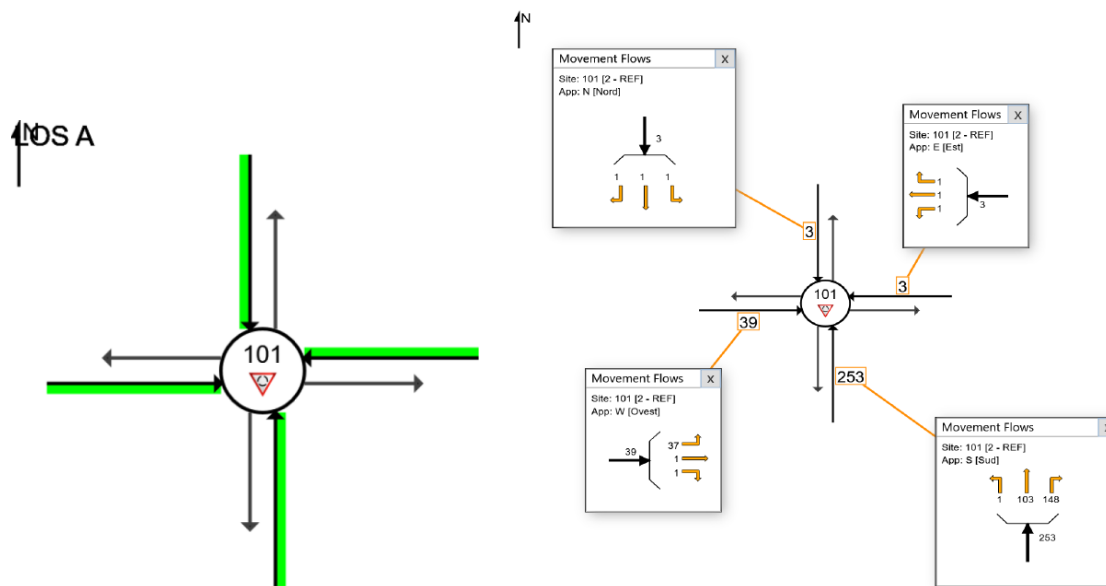 N
LOS A
101
N
Movement Flows X
Site: 101 [2 - REF]
App: N [Nord]
3
1 1 1
Movement Flows X
Site: 101 [2 - REF]
App: E [Est]
1
1
1
3
3
3
101
39
253
Movement Flows X
Site: 101 [2 - REF]
App: W [Ovest]
39
37
1
1
Movement Flows X
Site: 101 [2 - REF]
App: S [Sud]
1 103 148
253